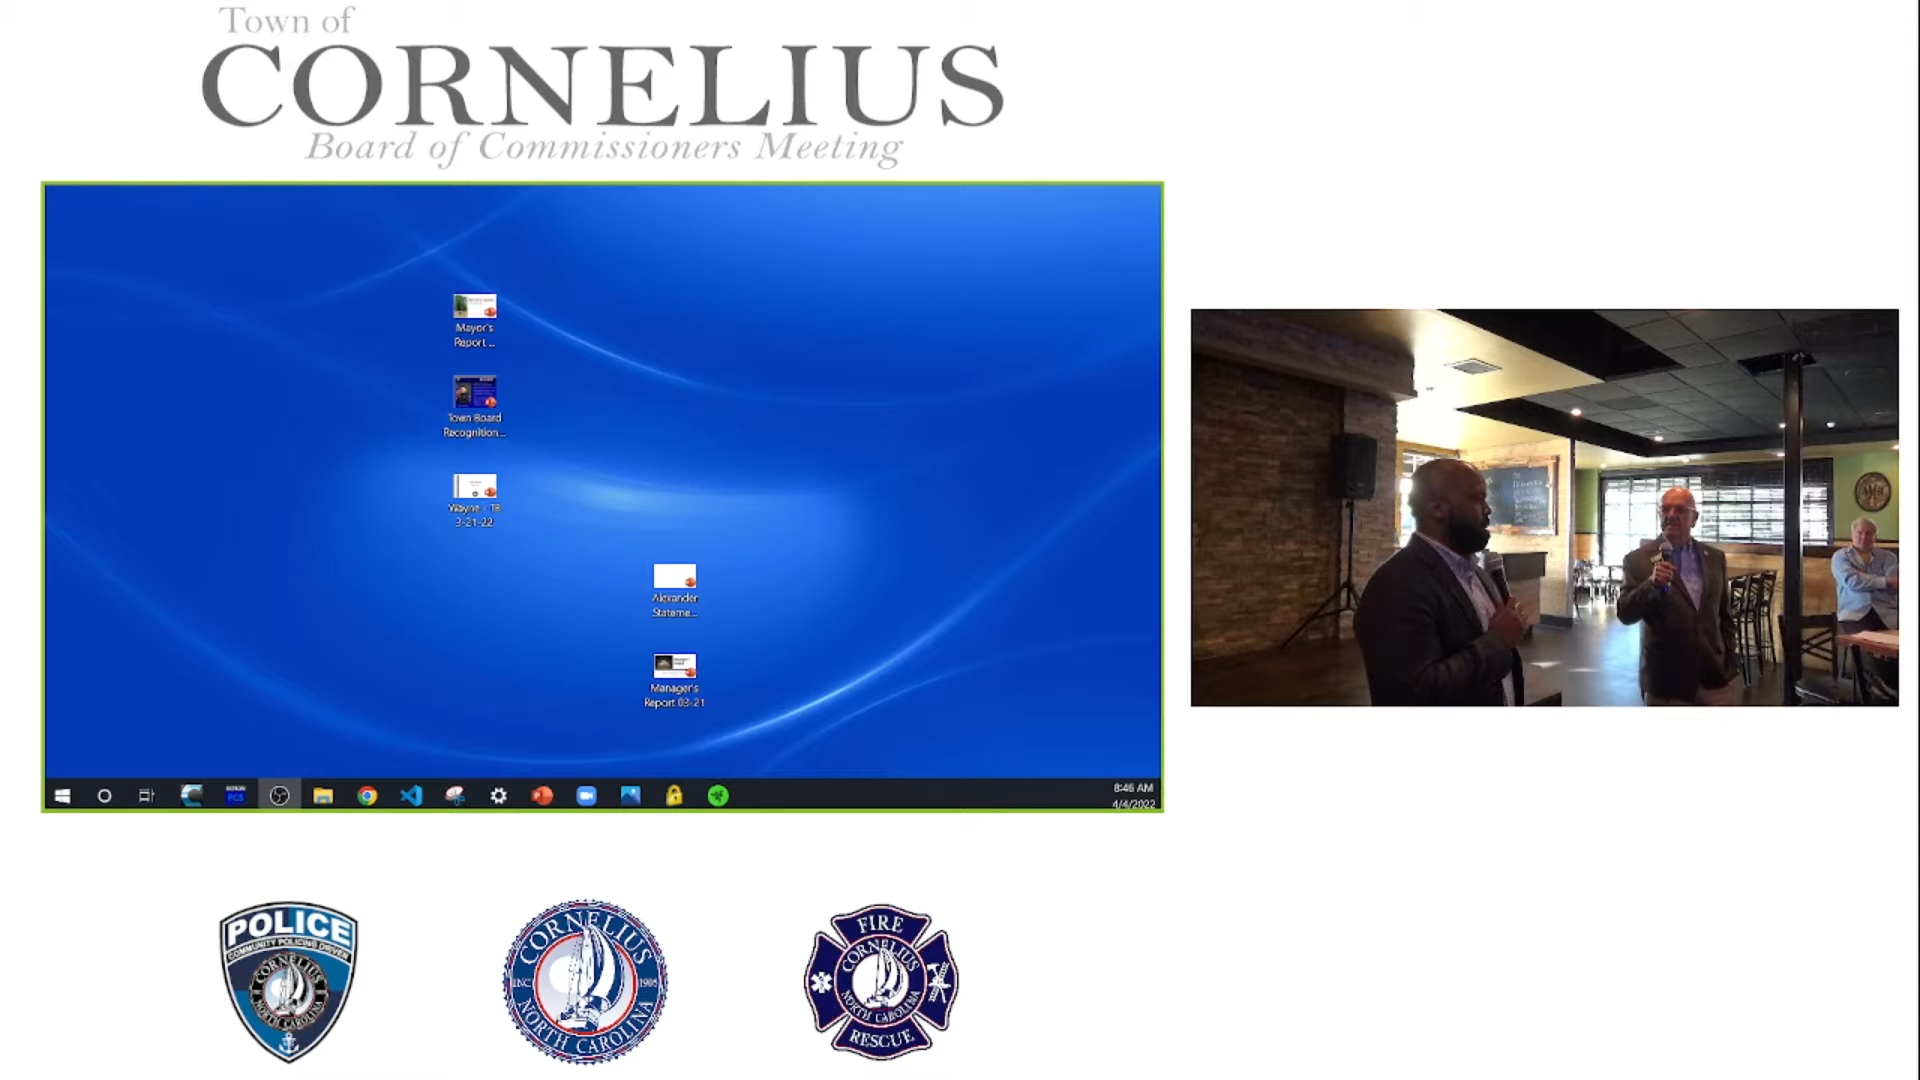 Town of
CORNELIUS
Board of Commissioners Meeting
Mayor's
Report ...
Town Board
Recognition...
Wayne - TB
3-21-22
Alexander
Stateme...
Manager's
Report 03-21
8:46 AM
4/4/2022
POLICE
COMMUNITY POLICING DRIVEN
CORNELIUS
NORTH CAROLINA
CORNELIUS
INC 1905
NORTH CAROLINA
FIRE
CORNELIUS
NORTH CAROLINA
RESCUE